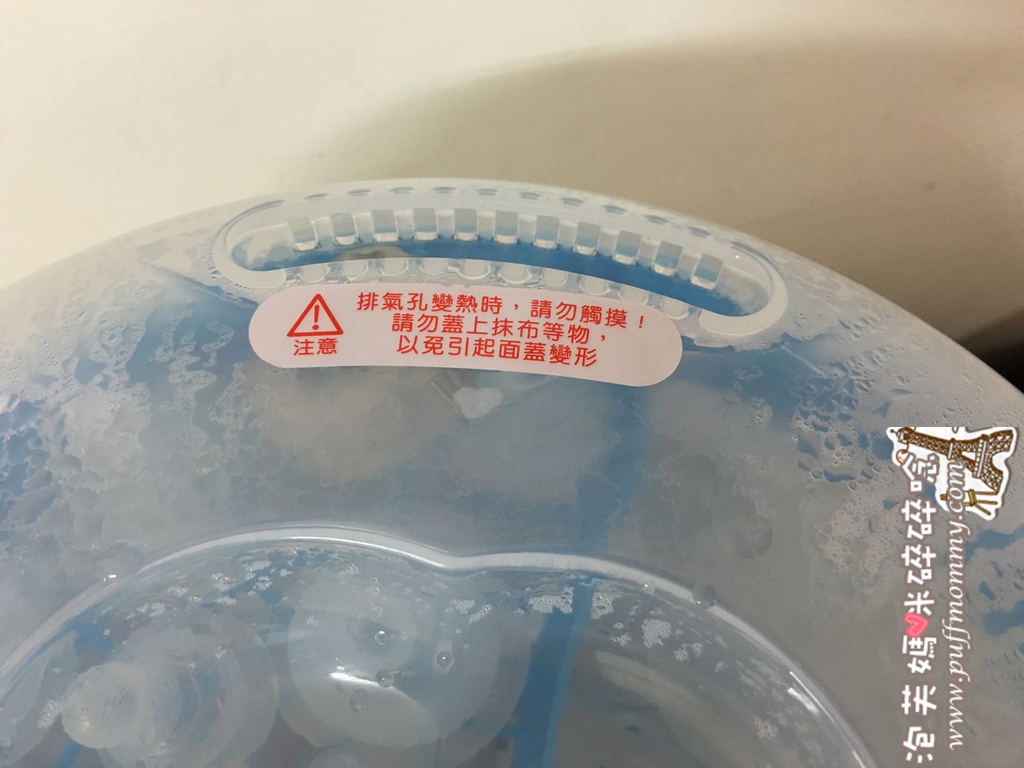 排氣孔變熱時，請勿觸摸！
請勿蓋上抹布等物，
以免引起面蓋變形
注意
泡芙媽♥米碎碎唸
www.puffmommy.com